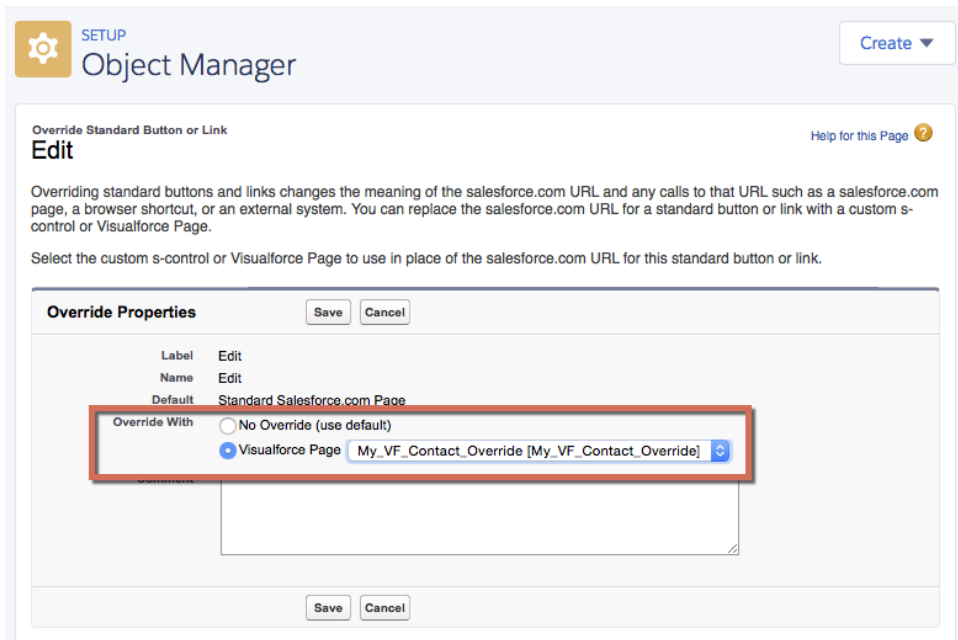 SETUP
Object Manager
Create
Override Standard Button or Link
Edit
Help for this Page ?
Overriding standard buttons and links changes the meaning of the salesforce.com URL and any calls to that URL such as a salesforce.com
page, a browser shortcut, or an external system. You can replace the salesforce.com URL for a standard button or link with a custom s-
control or Visualforce Page.
Select the custom s-control or Visualforce Page to use in place of the salesforce.com URL for this standard button or link.
Override Properties Save Cancel
Label Edit
Name Edit
Default Standard Salesforce.com Page
Override With No Override (use default)
Visualforce Page My_VF_Contact_Override [My_VF_Contact_Override]
Comment
Save Cancel